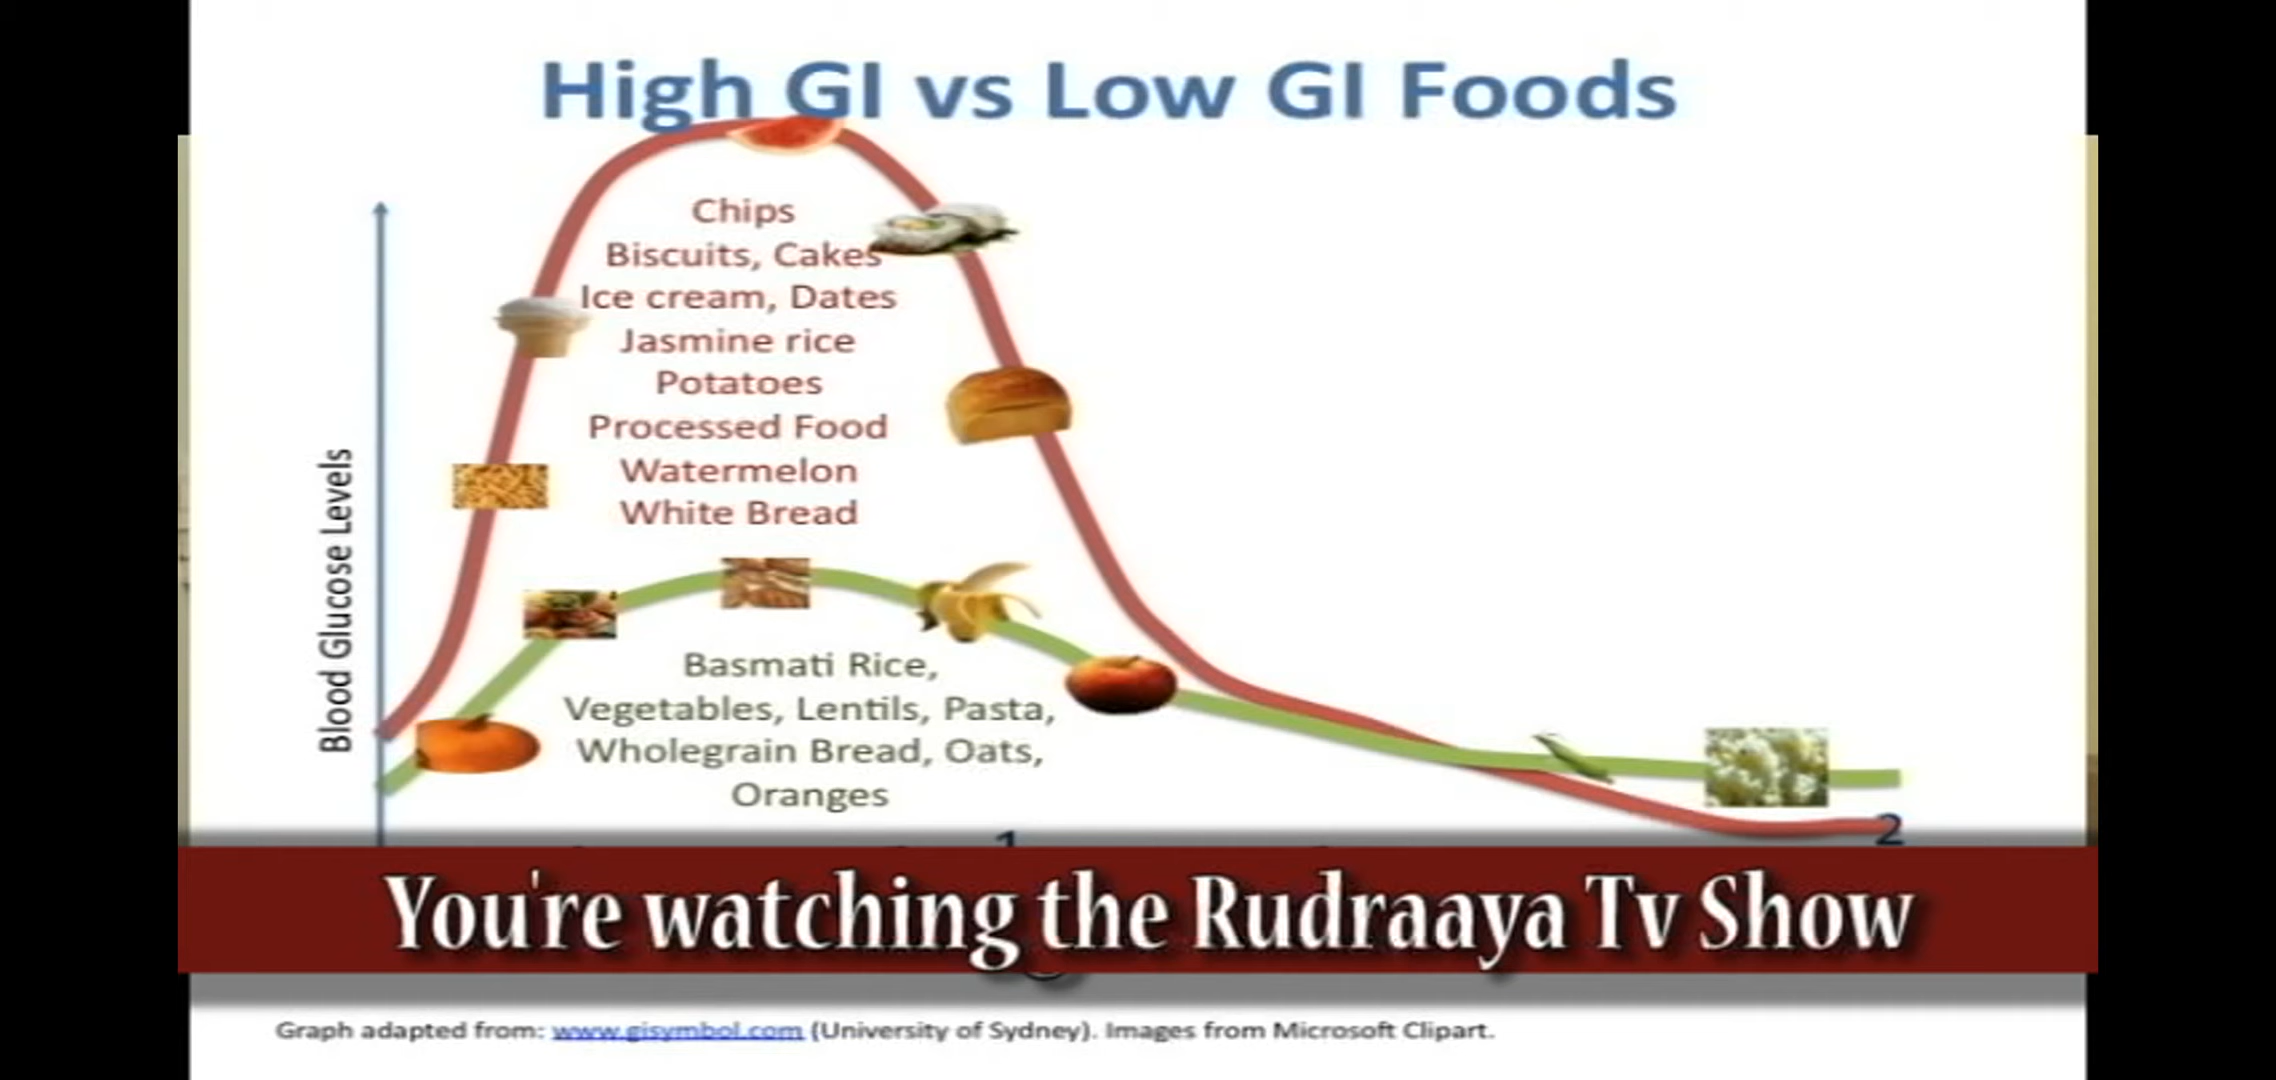 High GI vs Low GI Foods
Chips
Biscuits, Cakes
Ice cream, Dates
Jasmine rice
Potatoes
Processed Food
Watermelon
White Bread
Blood Glucose Levels
Basmati Rice,
Vegetables, Lentils, Pasta,
Wholegrain Bread, Oats,
Oranges
1
2
You're watching the Rudraaya Tv Show
Graph adapted from: www.gisymbol.com (University of Sydney). Images from Microsoft Clipart.